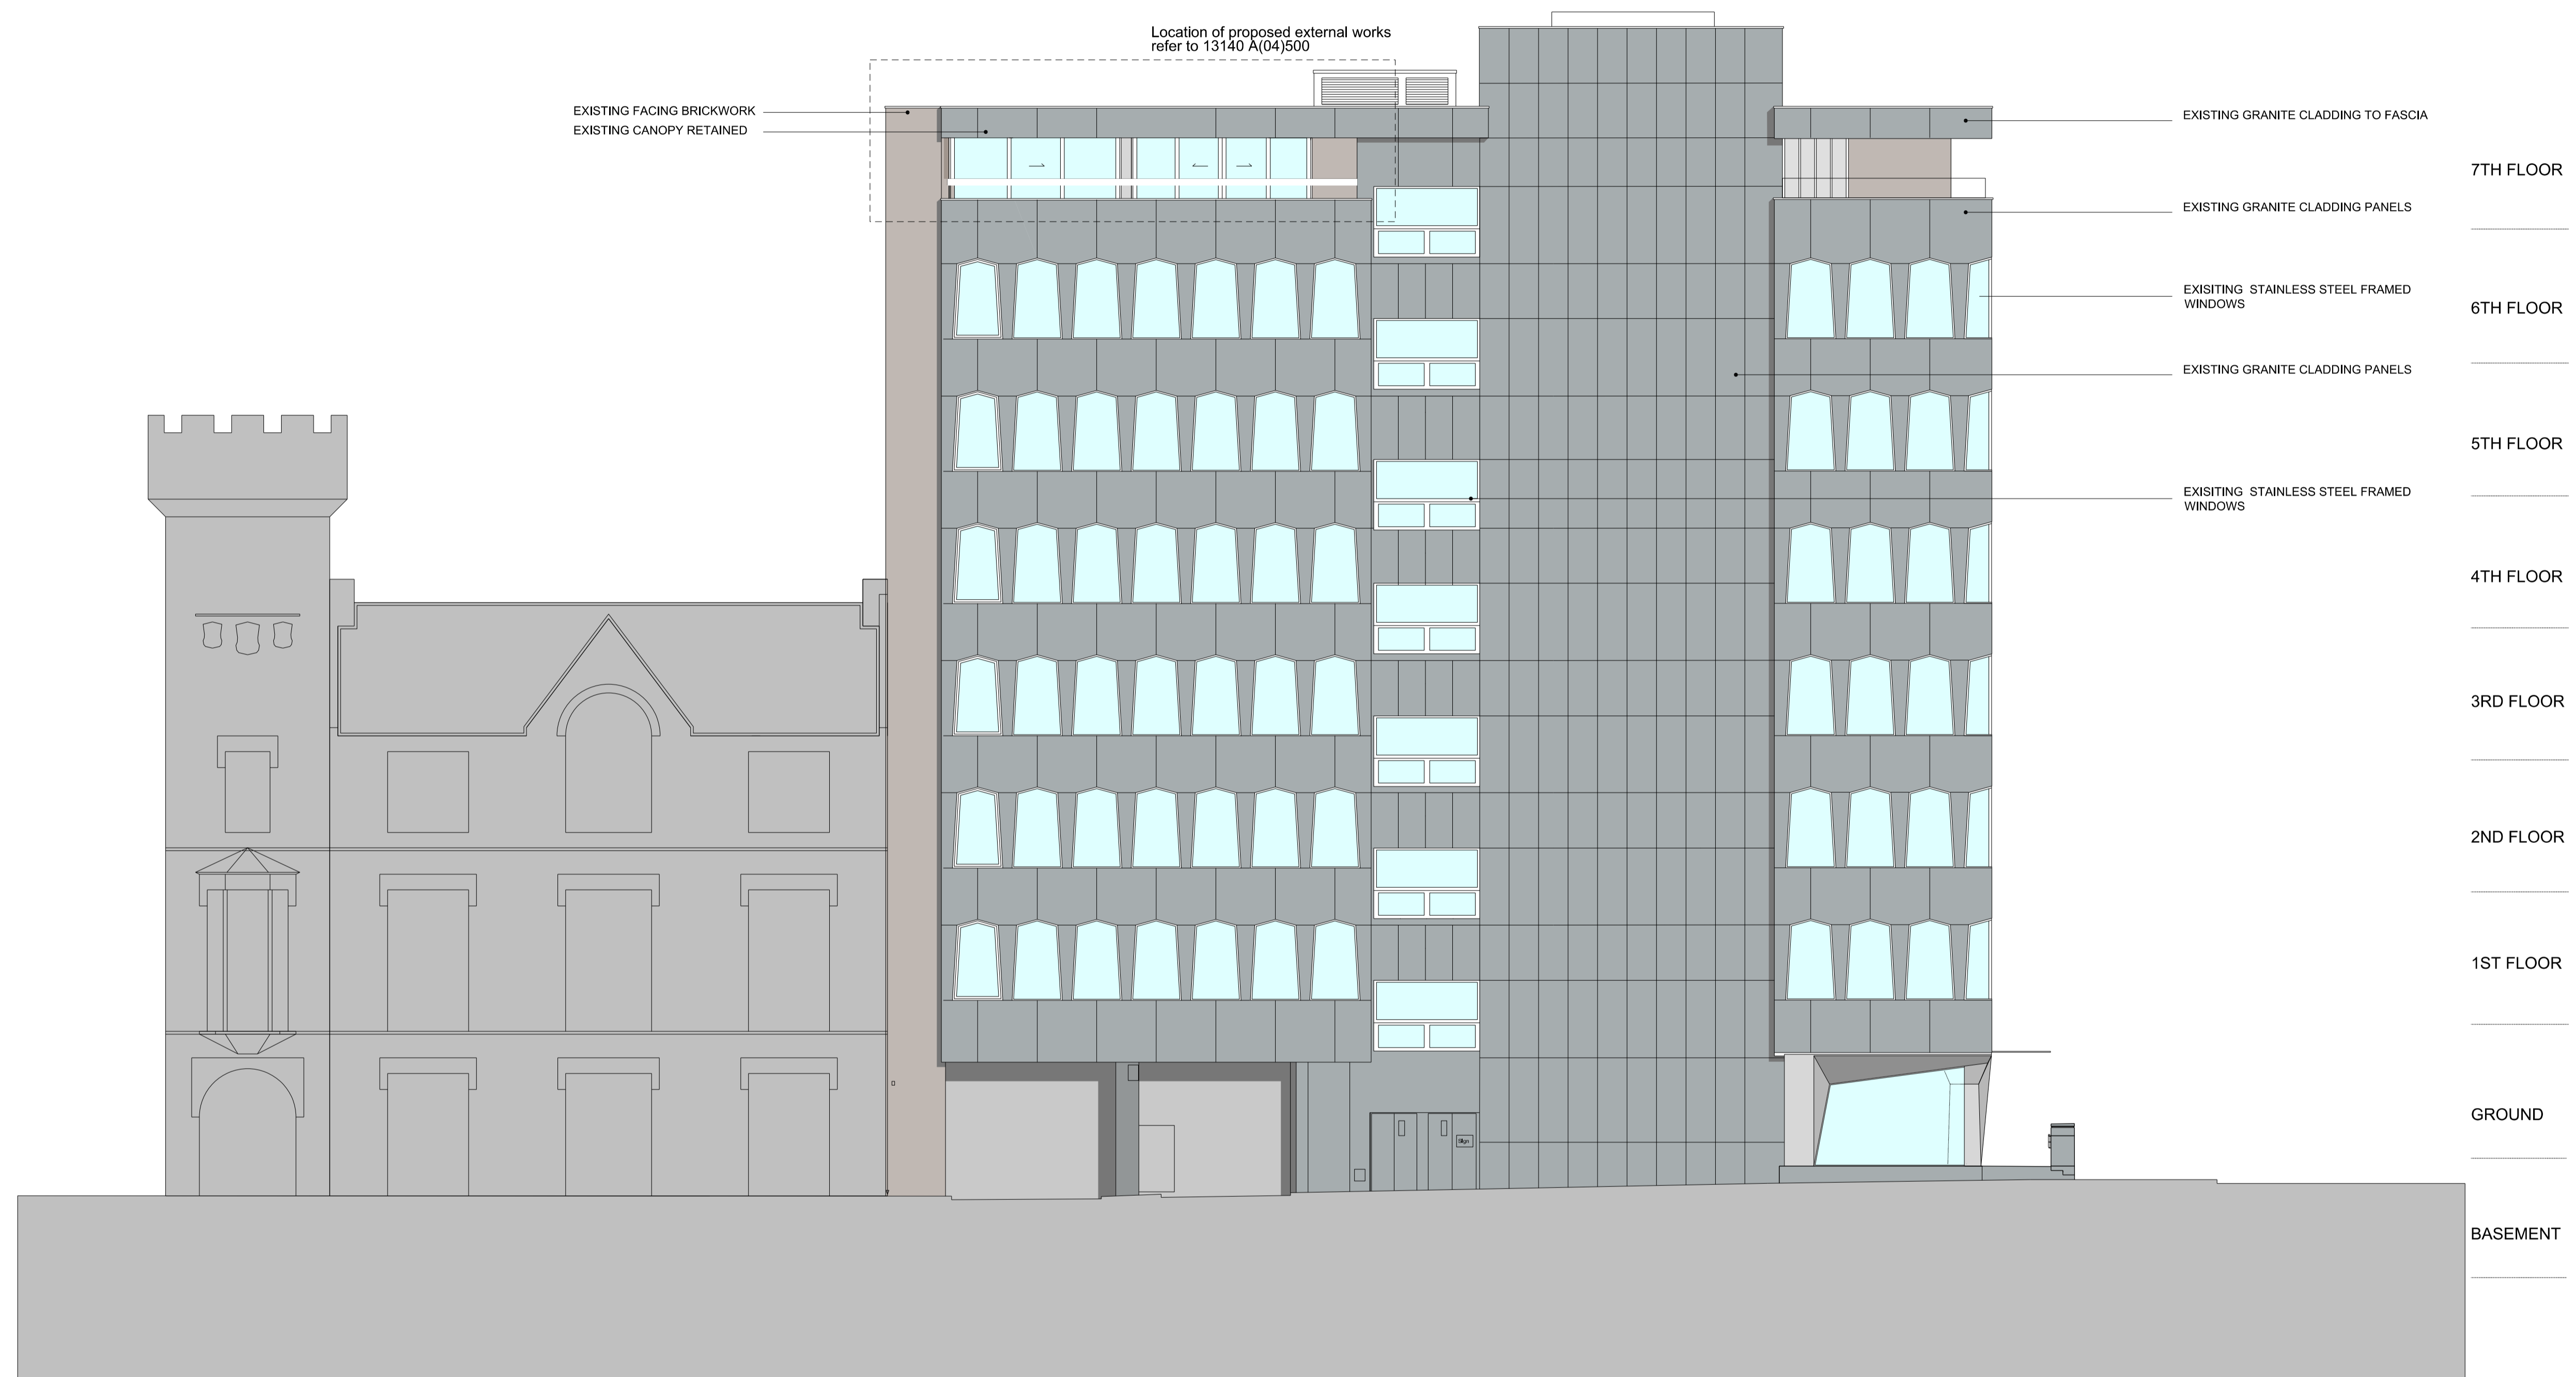 Location of proposed external works
refer to 13140 A(04)500
EXISTING FACING BRICKWORK
EXISTING CANOPY RETAINED
EXISTING GRANITE CLADDING TO FASCIA
7TH FLOOR
EXISTING GRANITE CLADDING PANELS
EXISITING STAINLESS STEEL FRAMED
WINDOWS
6TH FLOOR
EXISTING GRANITE CLADDING PANELS
5TH FLOOR
EXISITING STAINLESS STEEL FRAMED
WINDOWS
4TH FLOOR
3RD FLOOR
2ND FLOOR
1ST FLOOR
GROUND
Sign
BASEMENT